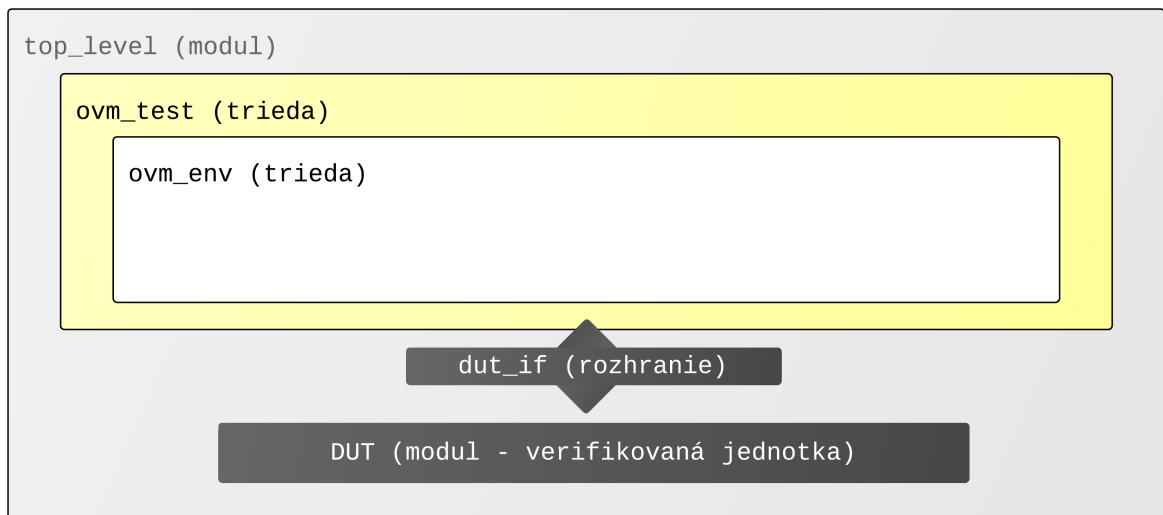 top_level (modul)
ovm_test (trieda)
ovm_env (trieda)
dut_if (rozhranie)
DUT (modul - verifikovaná jednotka)